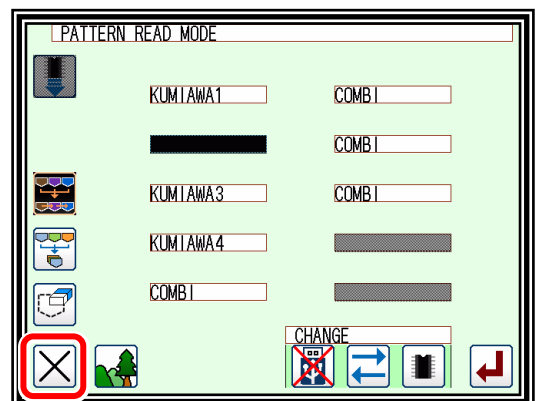 PATTERN READ MODE
KUMIAWA1 COMBI
COMBI
KUMIAWA3 COMBI
KUMIAWA4
COMBI
CHANGE